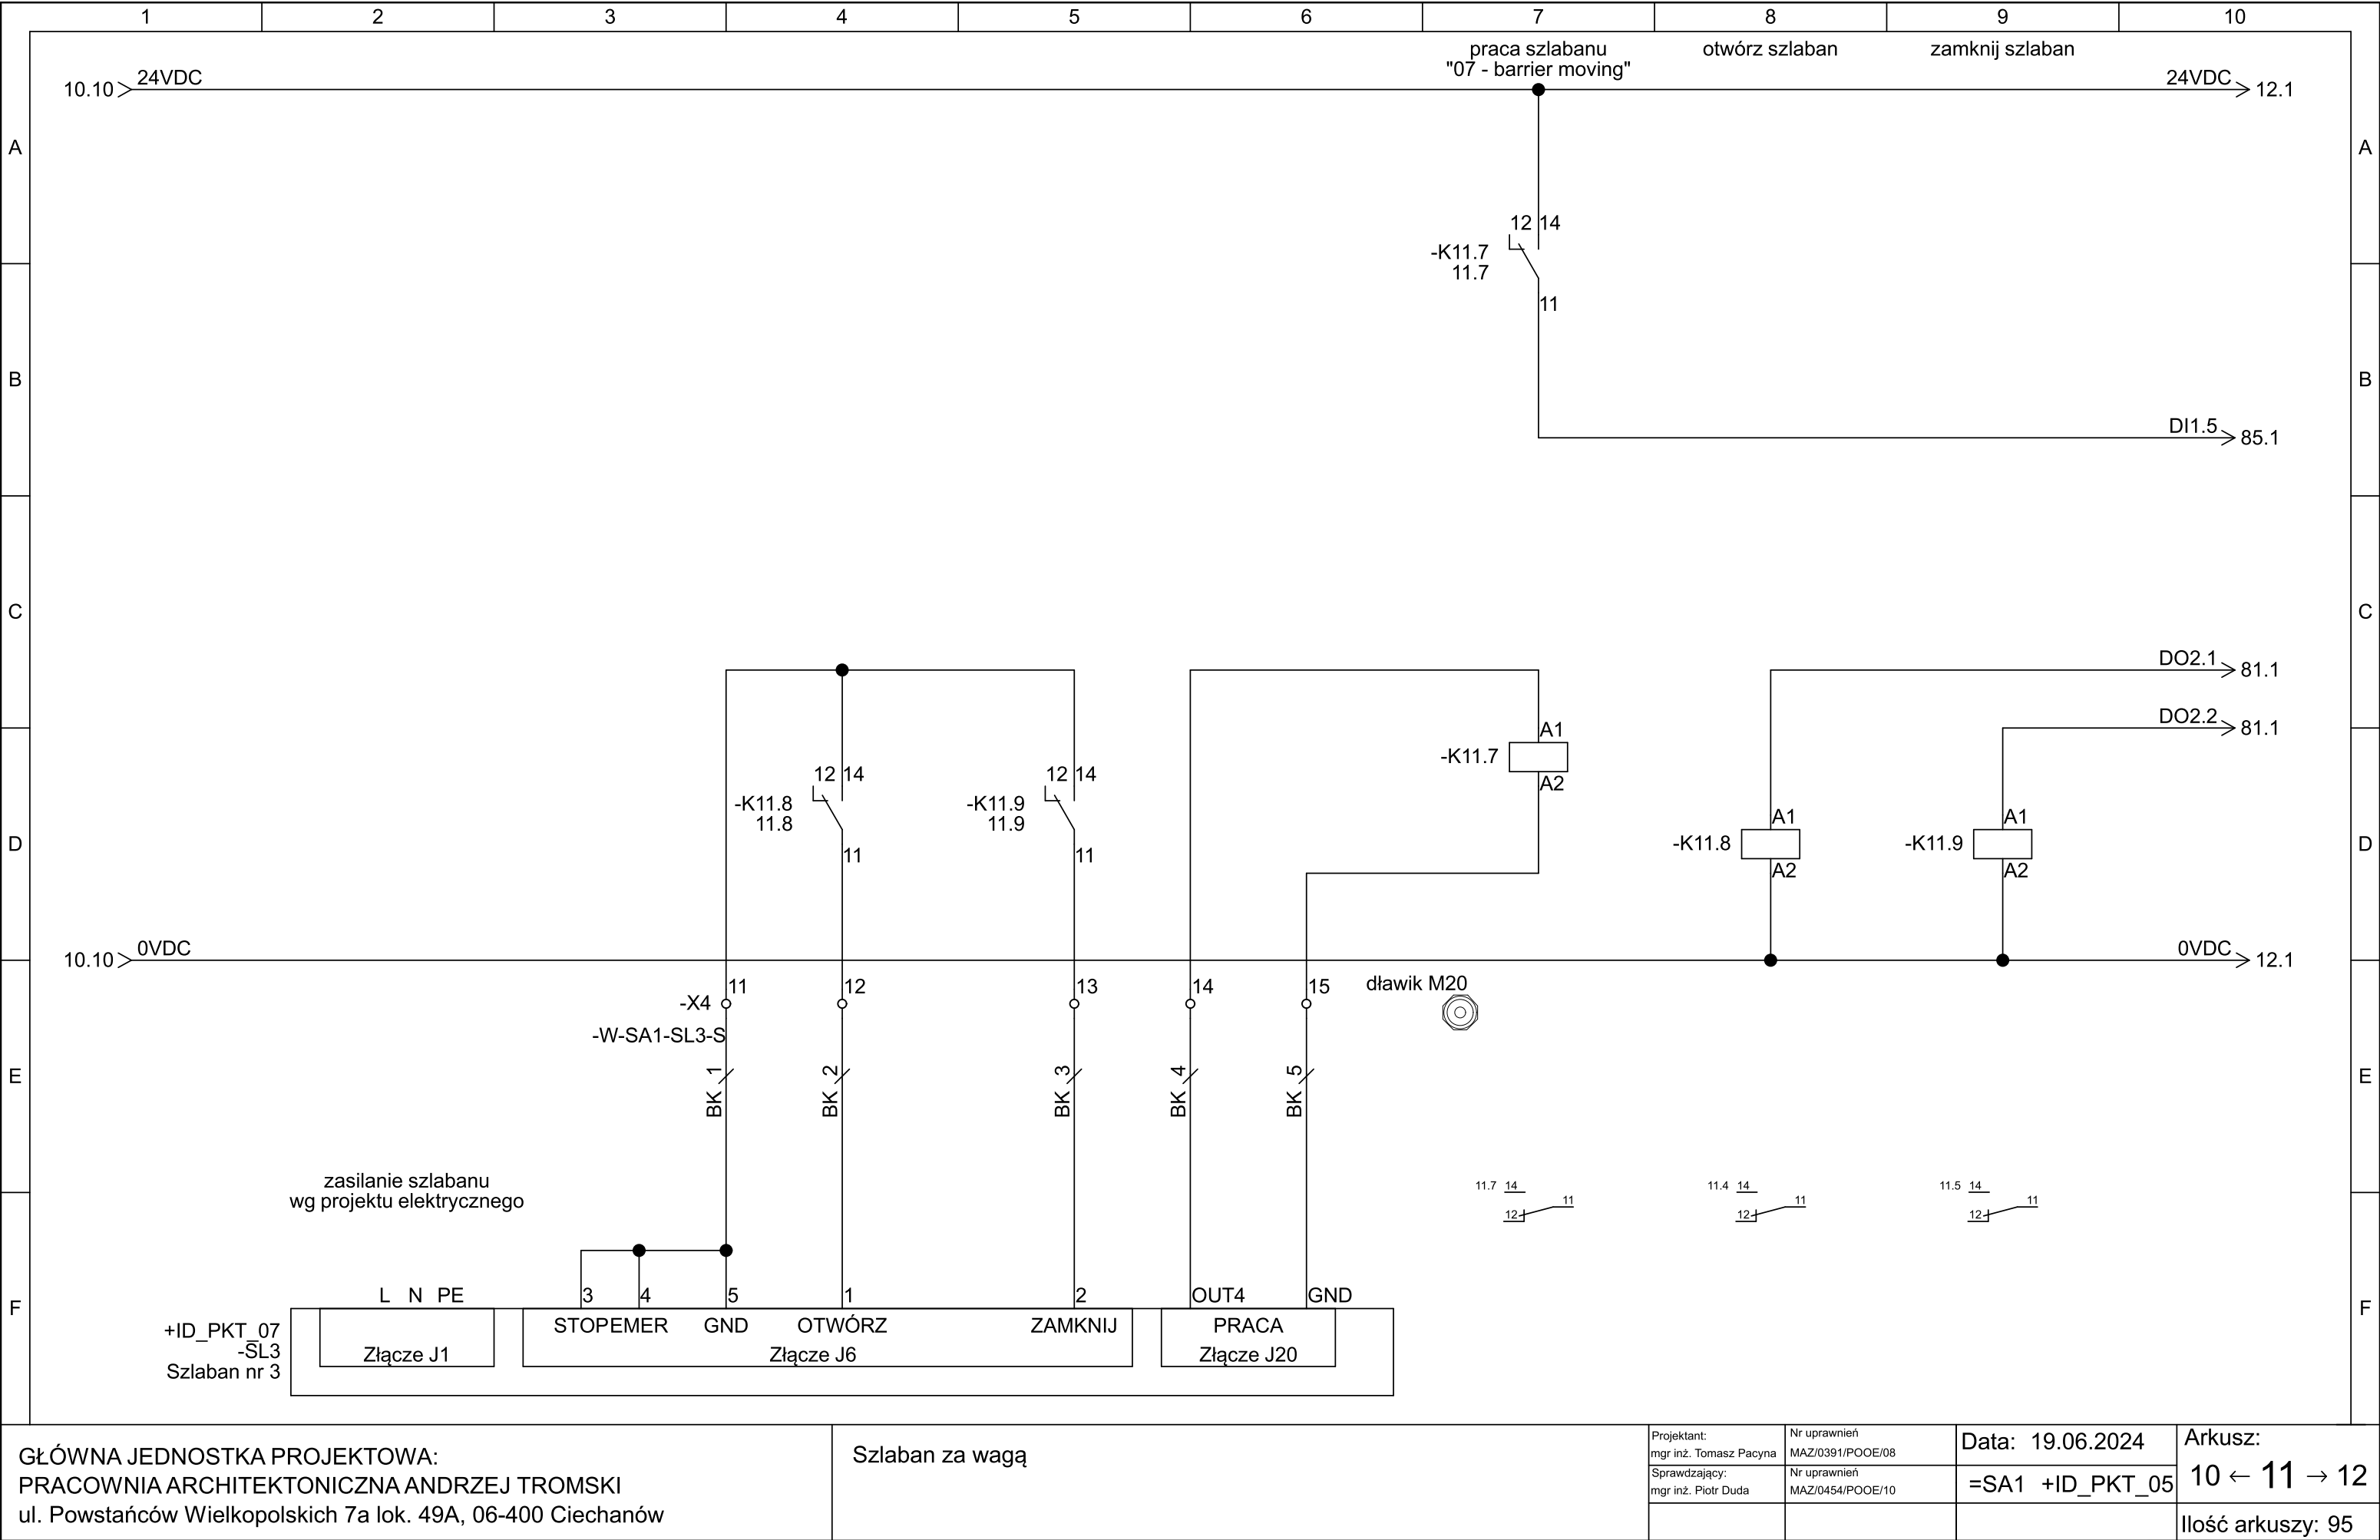 1 2 3 4 5 6 7 8 9 10
praca szlabanu otwórz szlaban zamknij szlaban
"07 - barrier moving"
10.10 24VDC 24VDC 12.1
A A
12 14
-K11.7
11.7
11
B B
DI1.5 85.1
C C
DO2.1 81.1
DO2.2 81.1
A1
-K11.7
A2
12 14 12 14
-K11.8 -K11.9
11.8 11.9
11 11
A1 A1
D -K11.8 -K11.9 D
A2 A2
10.10 0VDC 0VDC 12.1
-X4 11 12 13 14 15 dławik M20
-W-SA1-SL3-S
E E
BK 1 BK 2 BK 3 BK 4 BK 5
zasilanie szlabanu
wg projektu elektrycznego
11.7 14 11.4 14 11.5 14
11 11 11
12 12 12
L N PE 3 4 5 1 2 OUT4 GND
F F
+ID_PKT_07 STOPEMER GND OTWÓRZ ZAMKNIJ PRACA
-SL3 Złącze J1 Złącze J6 Złącze J20
Szlaban nr 3
GŁÓWNA JEDNOSTKA PROJEKTOWA:
PRACOWNIA ARCHITEKTONICZNA ANDRZEJ TROMSKI
ul. Powstańców Wielkopolskich 7a lok. 49A, 06-400 Ciechanów
Szlaban za wagą
Projektant: Nr uprawnień
mgr inż. Tomasz Pacyna MAZ/0391/POOE/08
Sprawdzający: Nr uprawnień
mgr inż. Piotr Duda MAZ/0454/POOE/10
Data: 19.06.2024
=SA1 +ID_PKT_05
Arkusz:
10 ← 11 → 12
Ilość arkuszy: 95